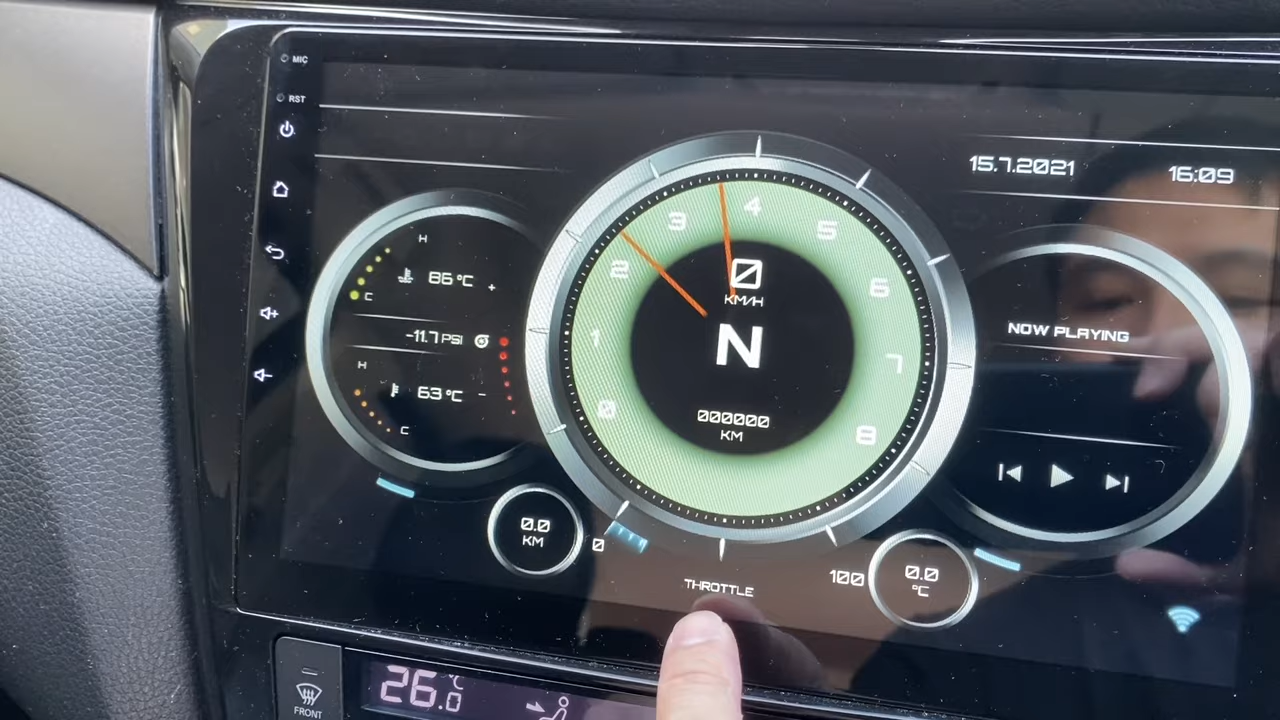 MIC
RST
15.7.2021
16:09
H
86°C
+
C
-11.7 PSI
H
63°C
-
C
0
1
2
3
4
5
6
7
8
0
KM/H
N
000000
KM
NOW PLAYING
0.0
KM
0
THROTTLE
100
0.0
°C
FRONT
26.0
°C